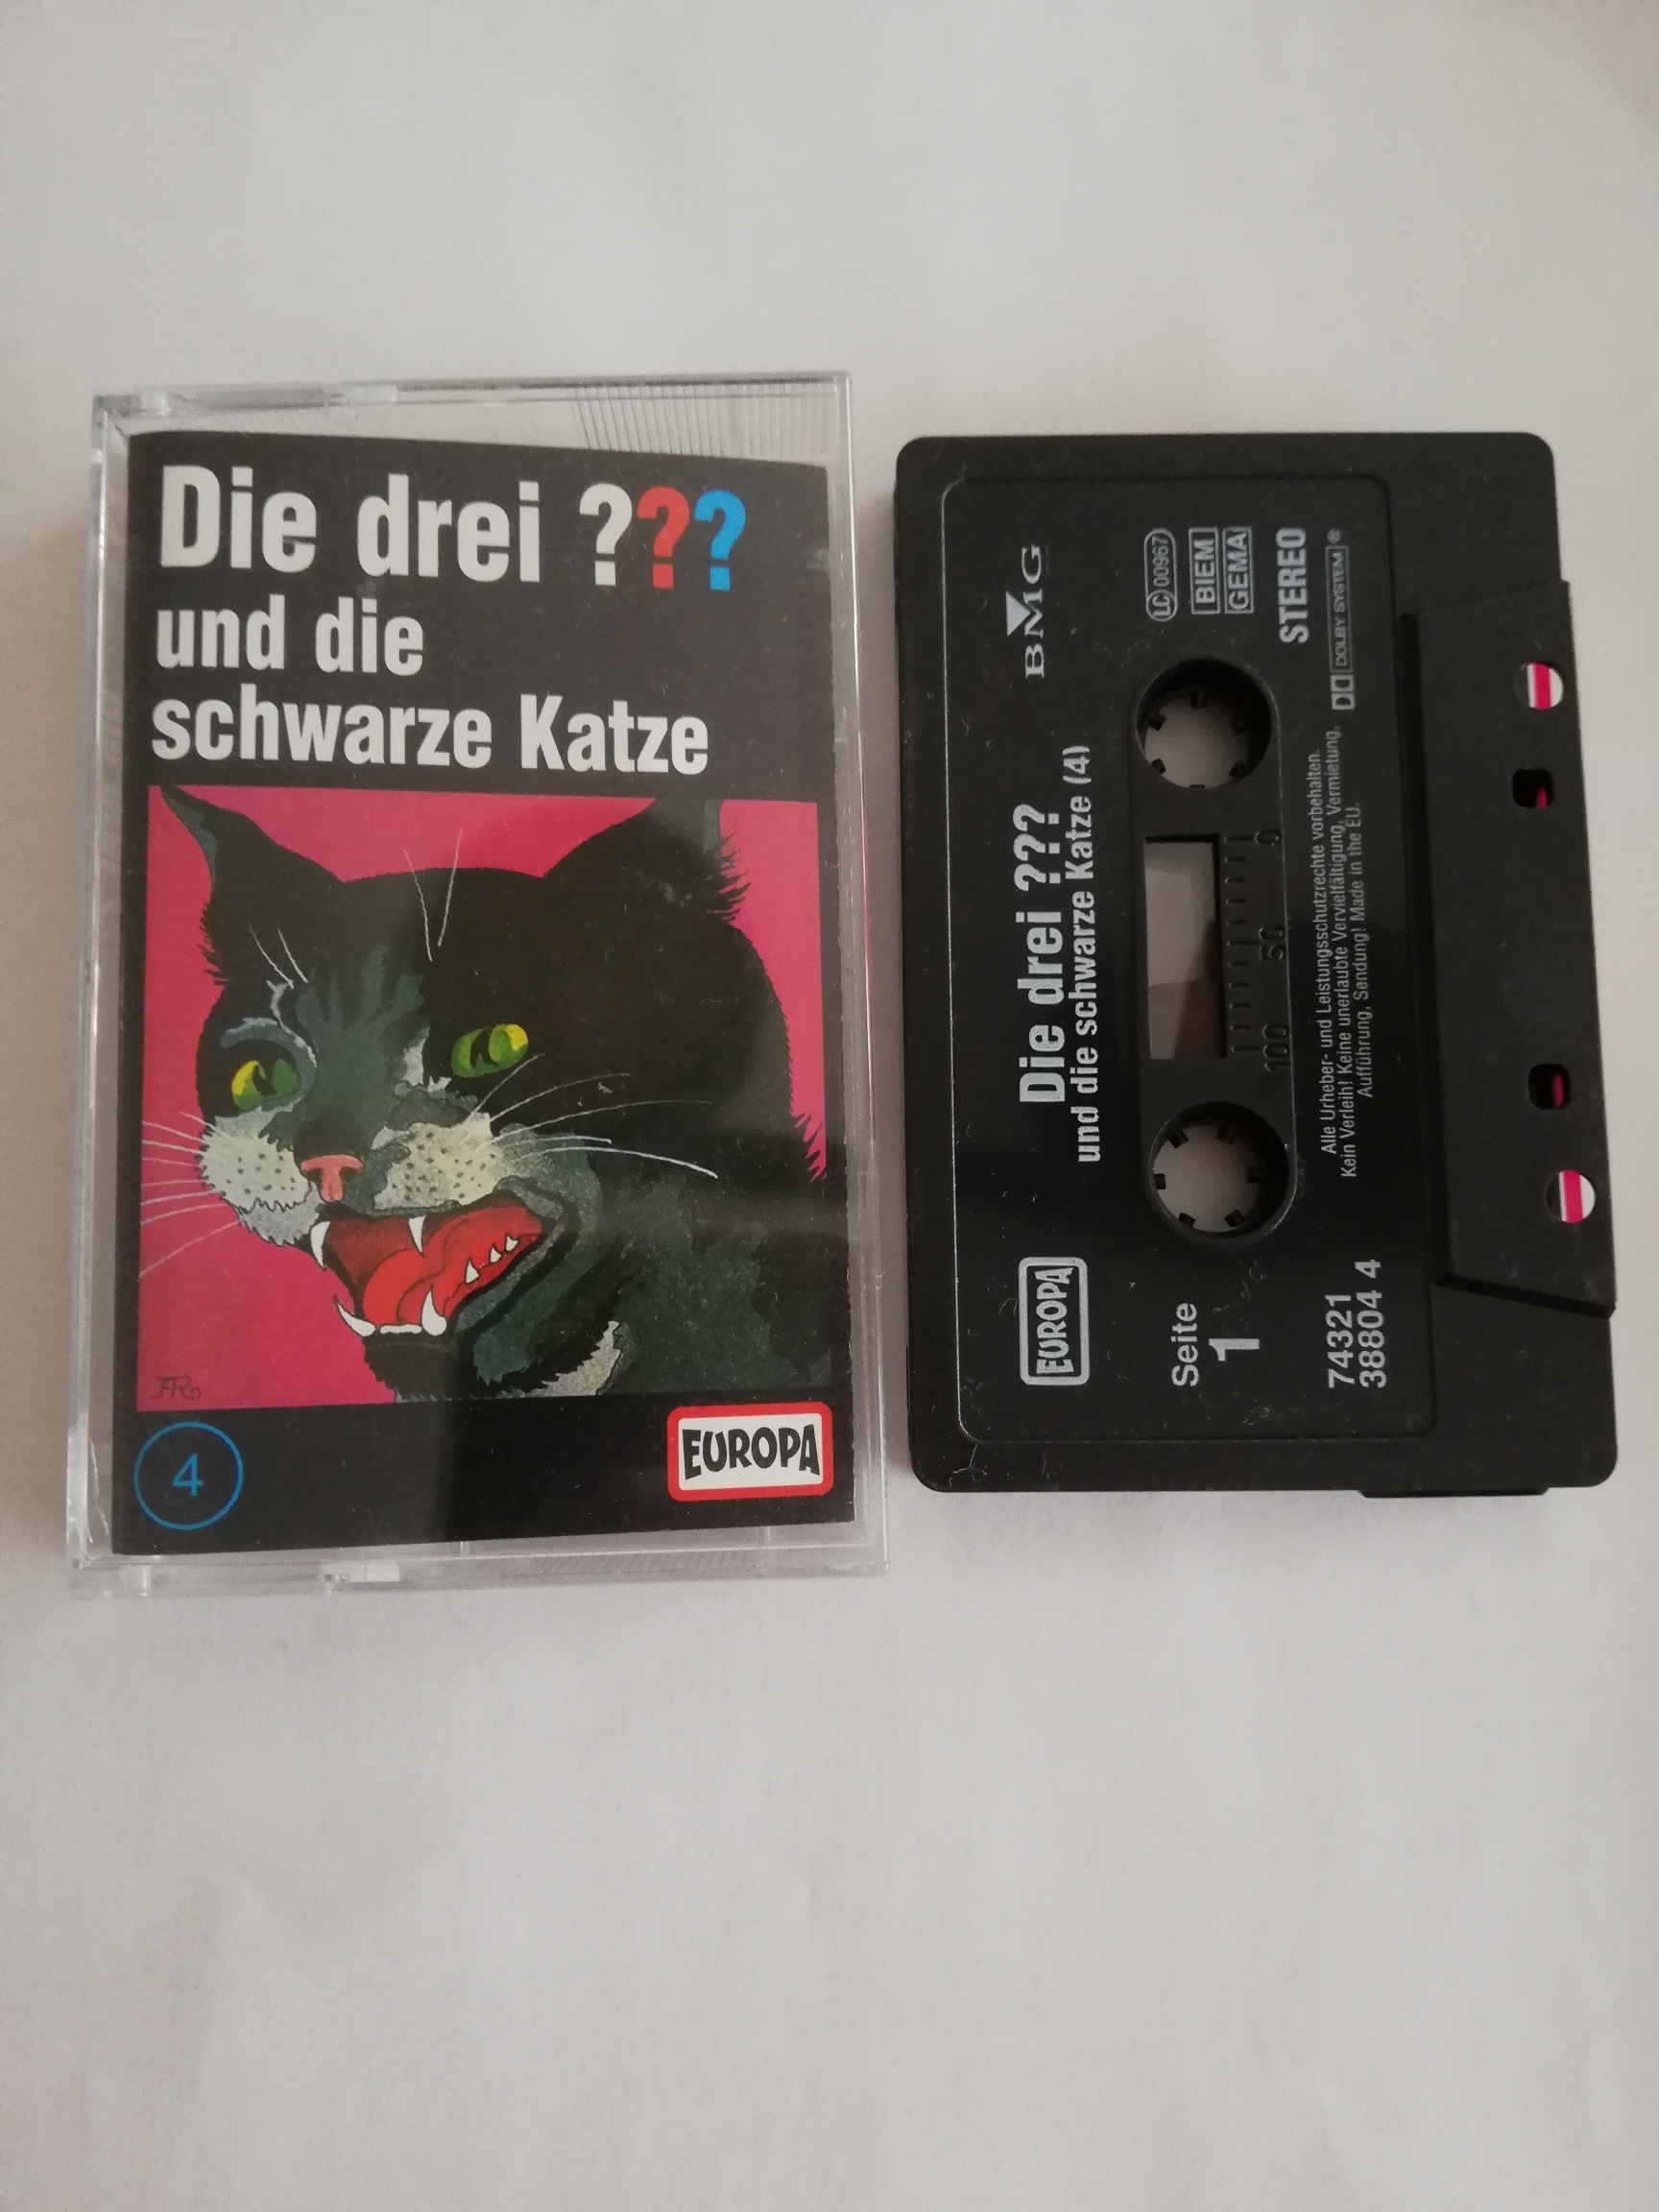 Die drei ???
und die
schwarze Katze
4
EUROPA
BMG
LC 00967
BIEM
GEMA
STEREO
DOLBY SYSTEM ®
Die drei ???
und die schwarze Katze (4)
100 50 0
Alle Urheber- und Leistungsschutzrechte vorbehalten.
Kein Verleih! Keine unerlaubte Vervielfältigung, Vermietung,
Aufführung, Sendung! Made in the EU.
EUROPA
Seite
1
74321
38804 4